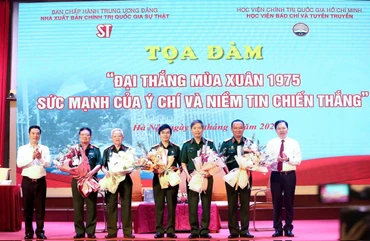 BAN CHẤP HÀNH TRUNG ƯƠNG ĐẢNG
NHÀ XUẤT BẢN CHÍNH TRỊ QUỐC GIA SỰ THẬT
ST
HỌC VIỆN CHÍNH TRỊ QUỐC GIA HỒ CHÍ MINH
HỌC VIỆN BÁO CHÍ VÀ TUYÊN TRUYỀN
TỌA ĐÀM
"ĐẠI THẮNG MÙA XUÂN 1975
SỨC MẠNH CỦA Ý CHÍ VÀ NIỀM TIN CHIẾN THẮNG"
Hà Nội, ngày tháng